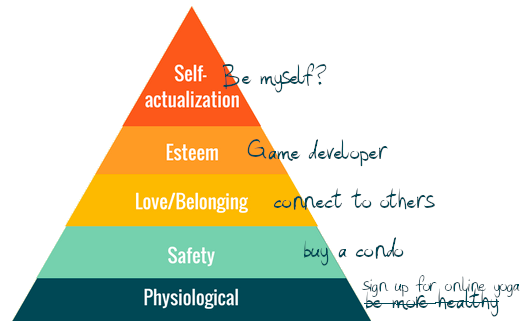 Self-
actualization
Be myself?
Esteem
Game developer
Love/Belonging
connect to others
Safety
buy a condo
Physiological
sign up for online yoga
be more healthy